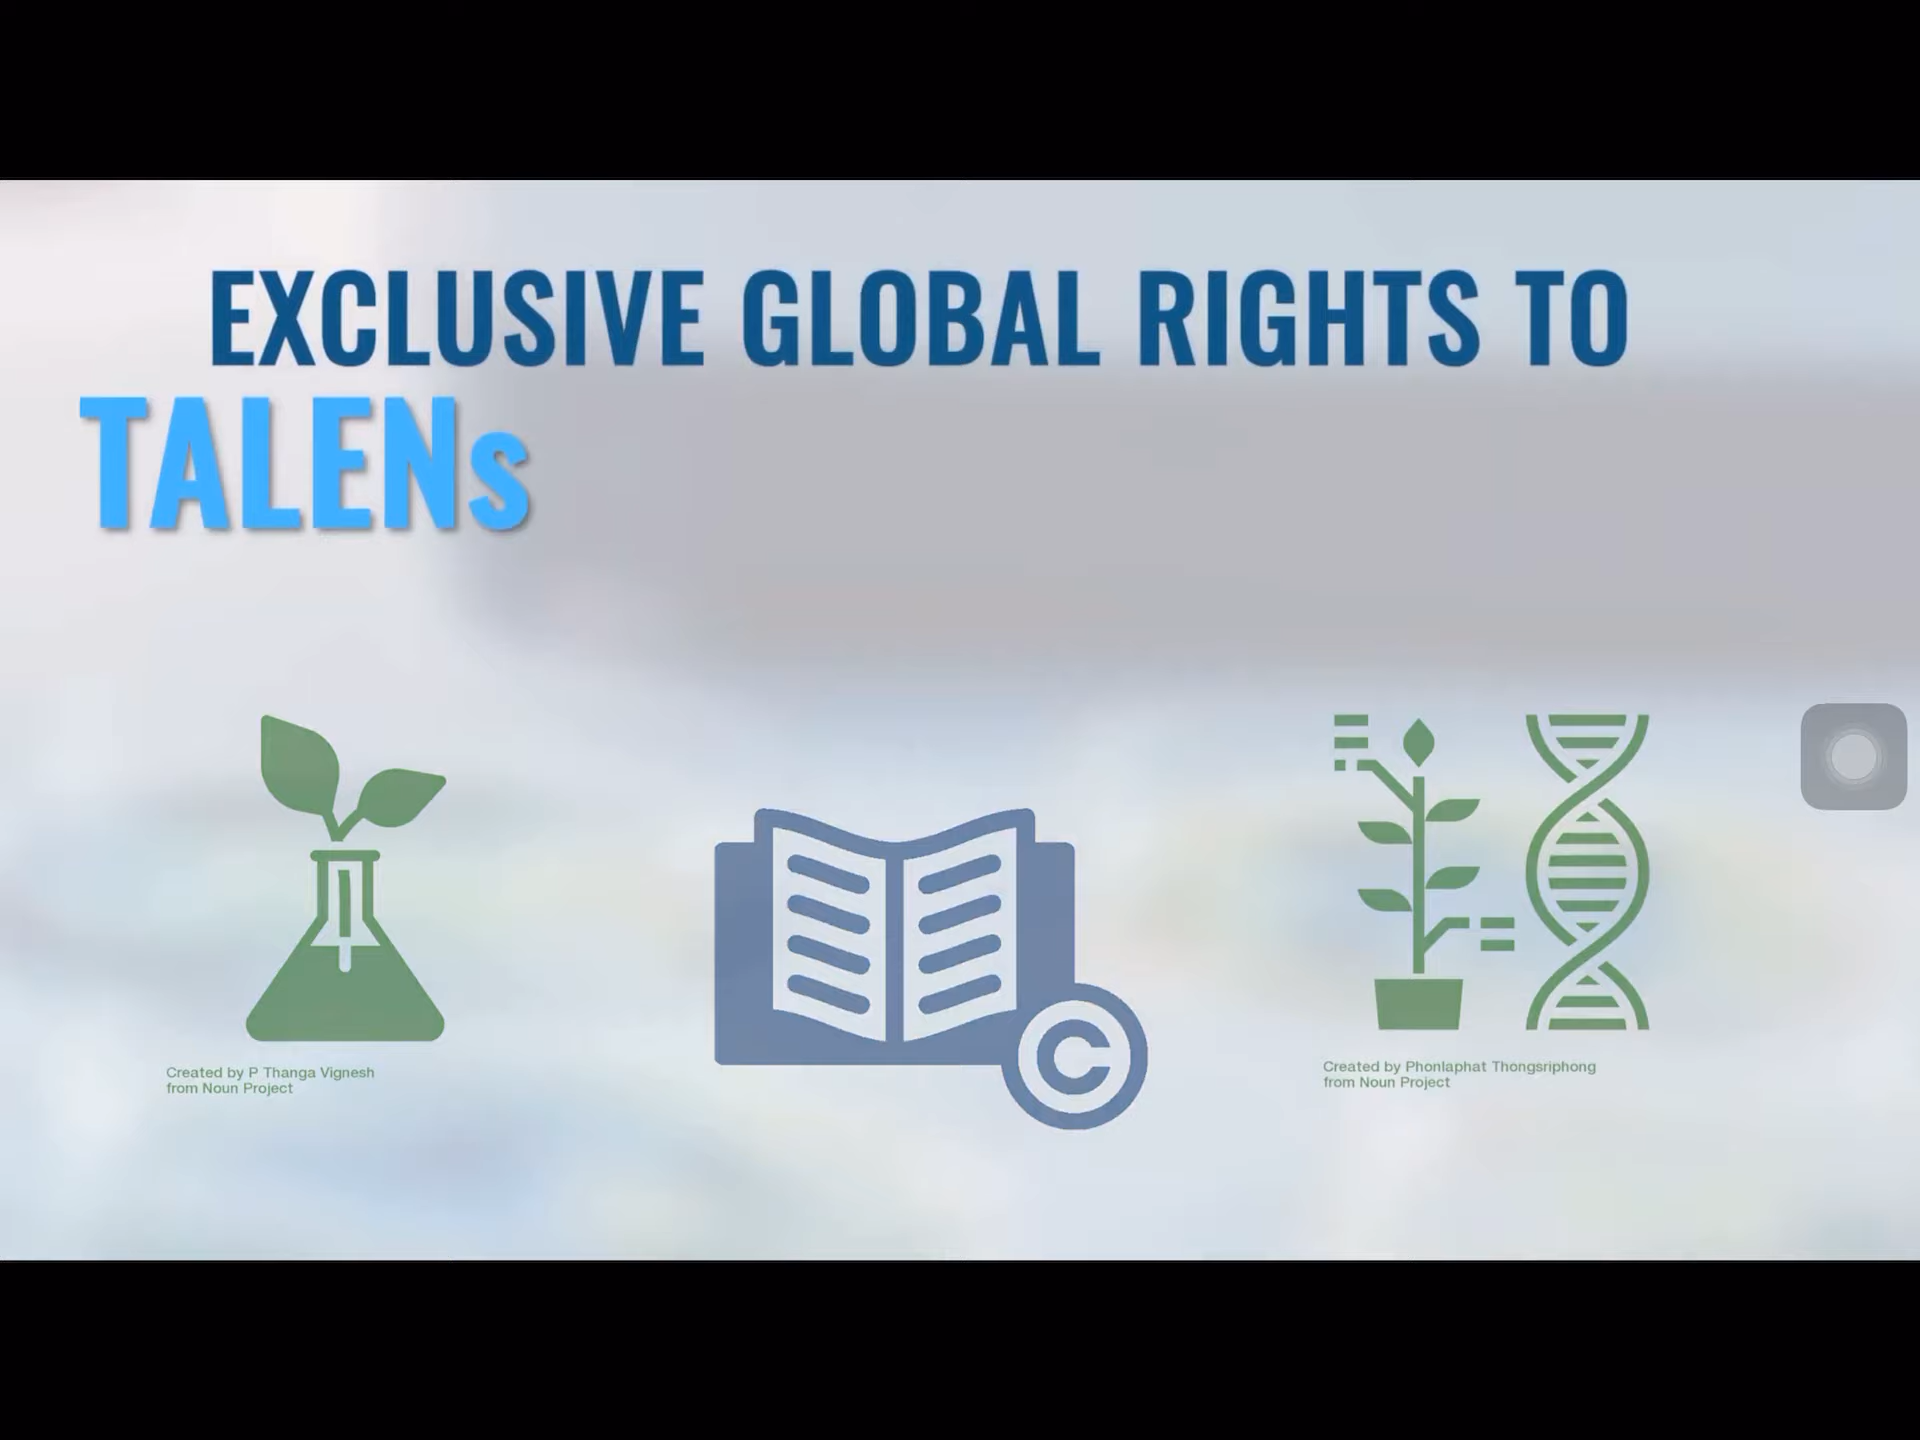 EXCLUSIVE GLOBAL RIGHTS TO
TALENs
C
Created by P Thanga Vignesh
from Noun Project
Created by Phonlaphat Thongsriphong
from Noun Project